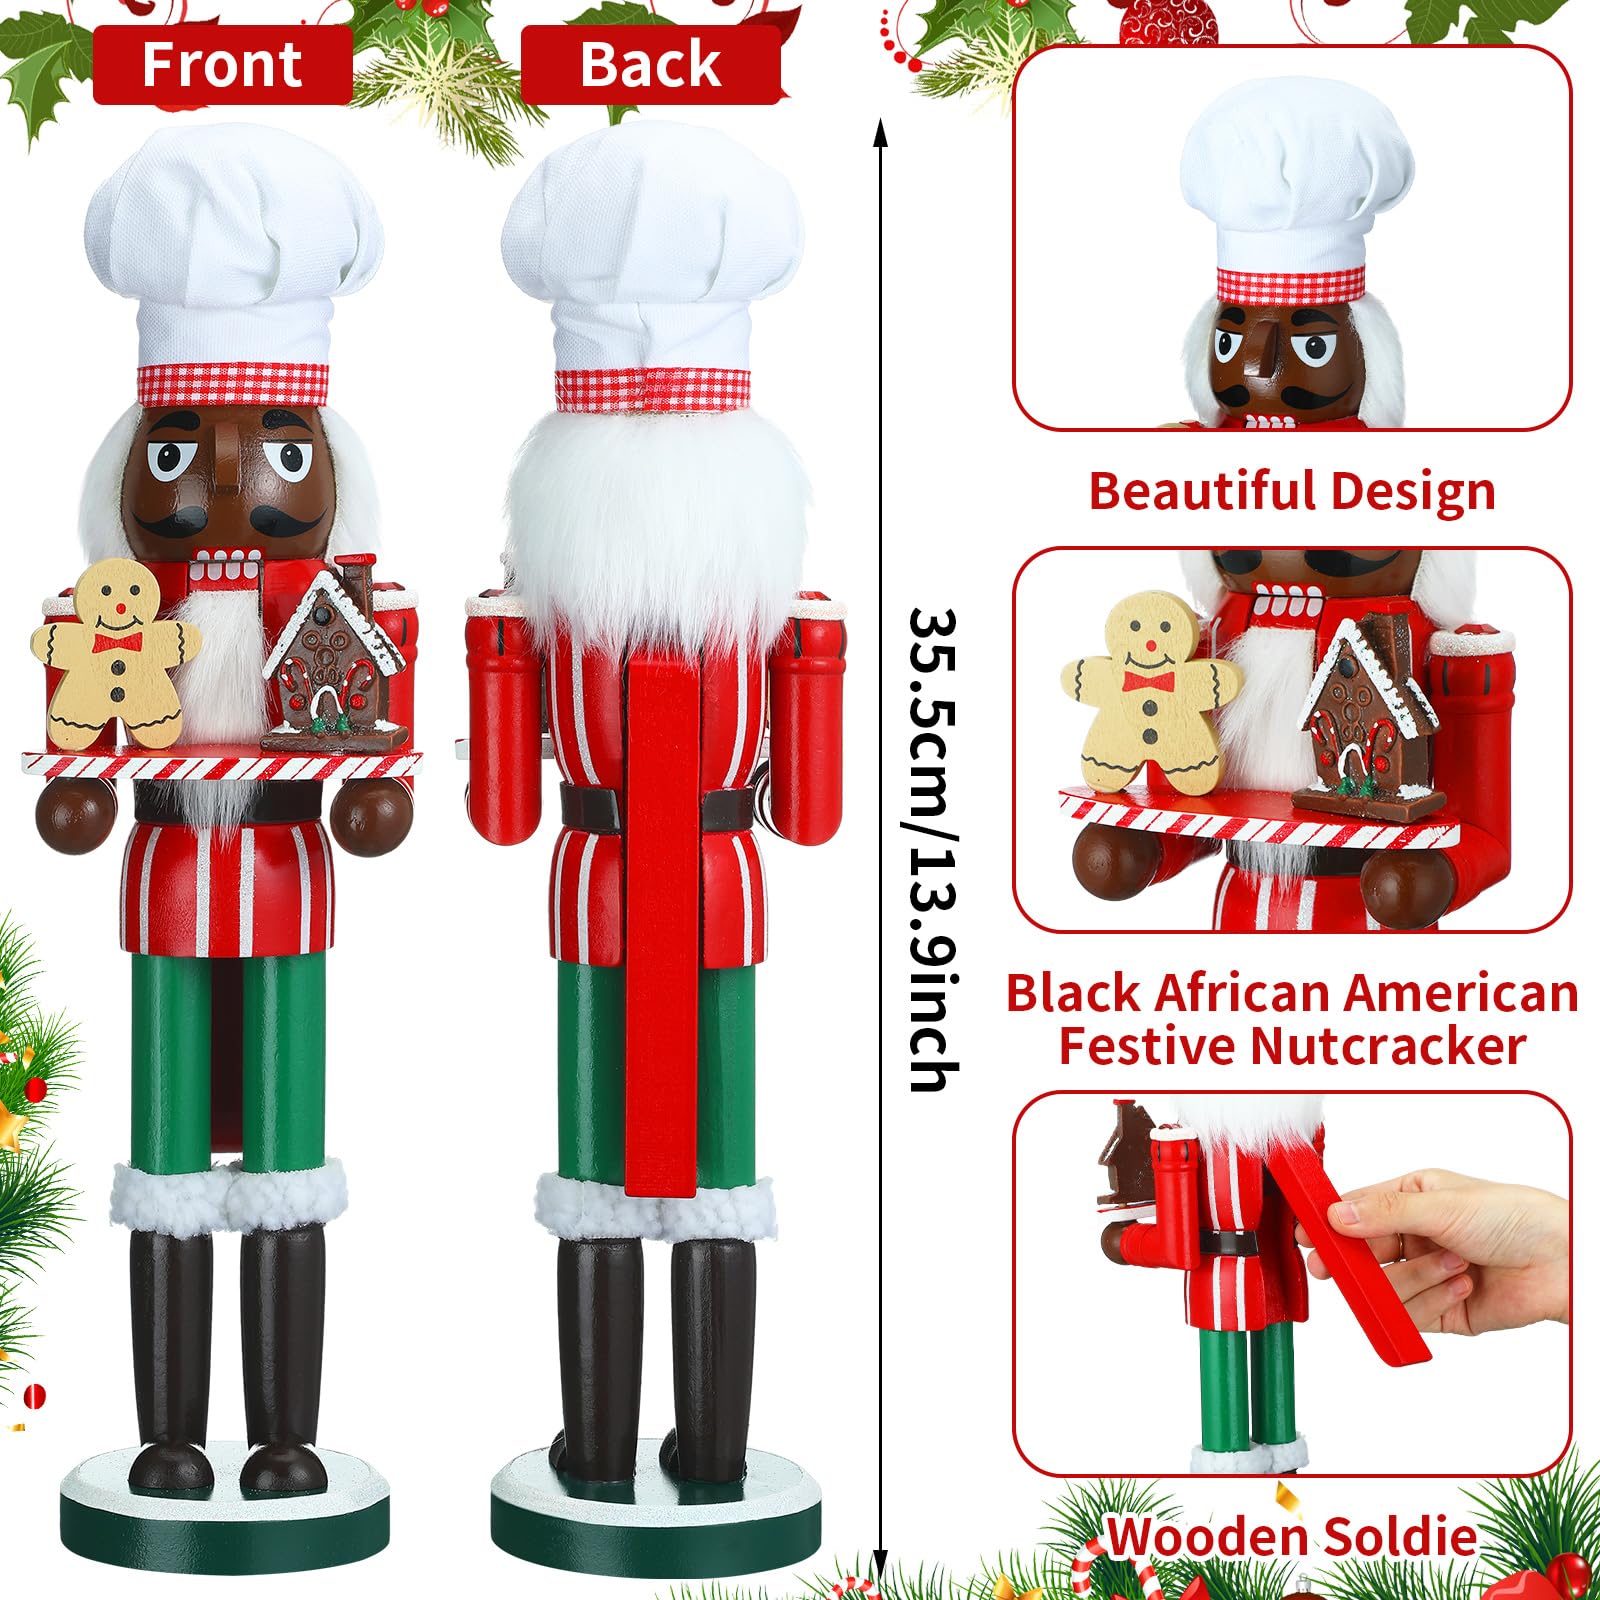 Front
Back
35.5cm/13.9inch
Beautiful Design
Black African American
Festive Nutcracker
Wooden Soldie